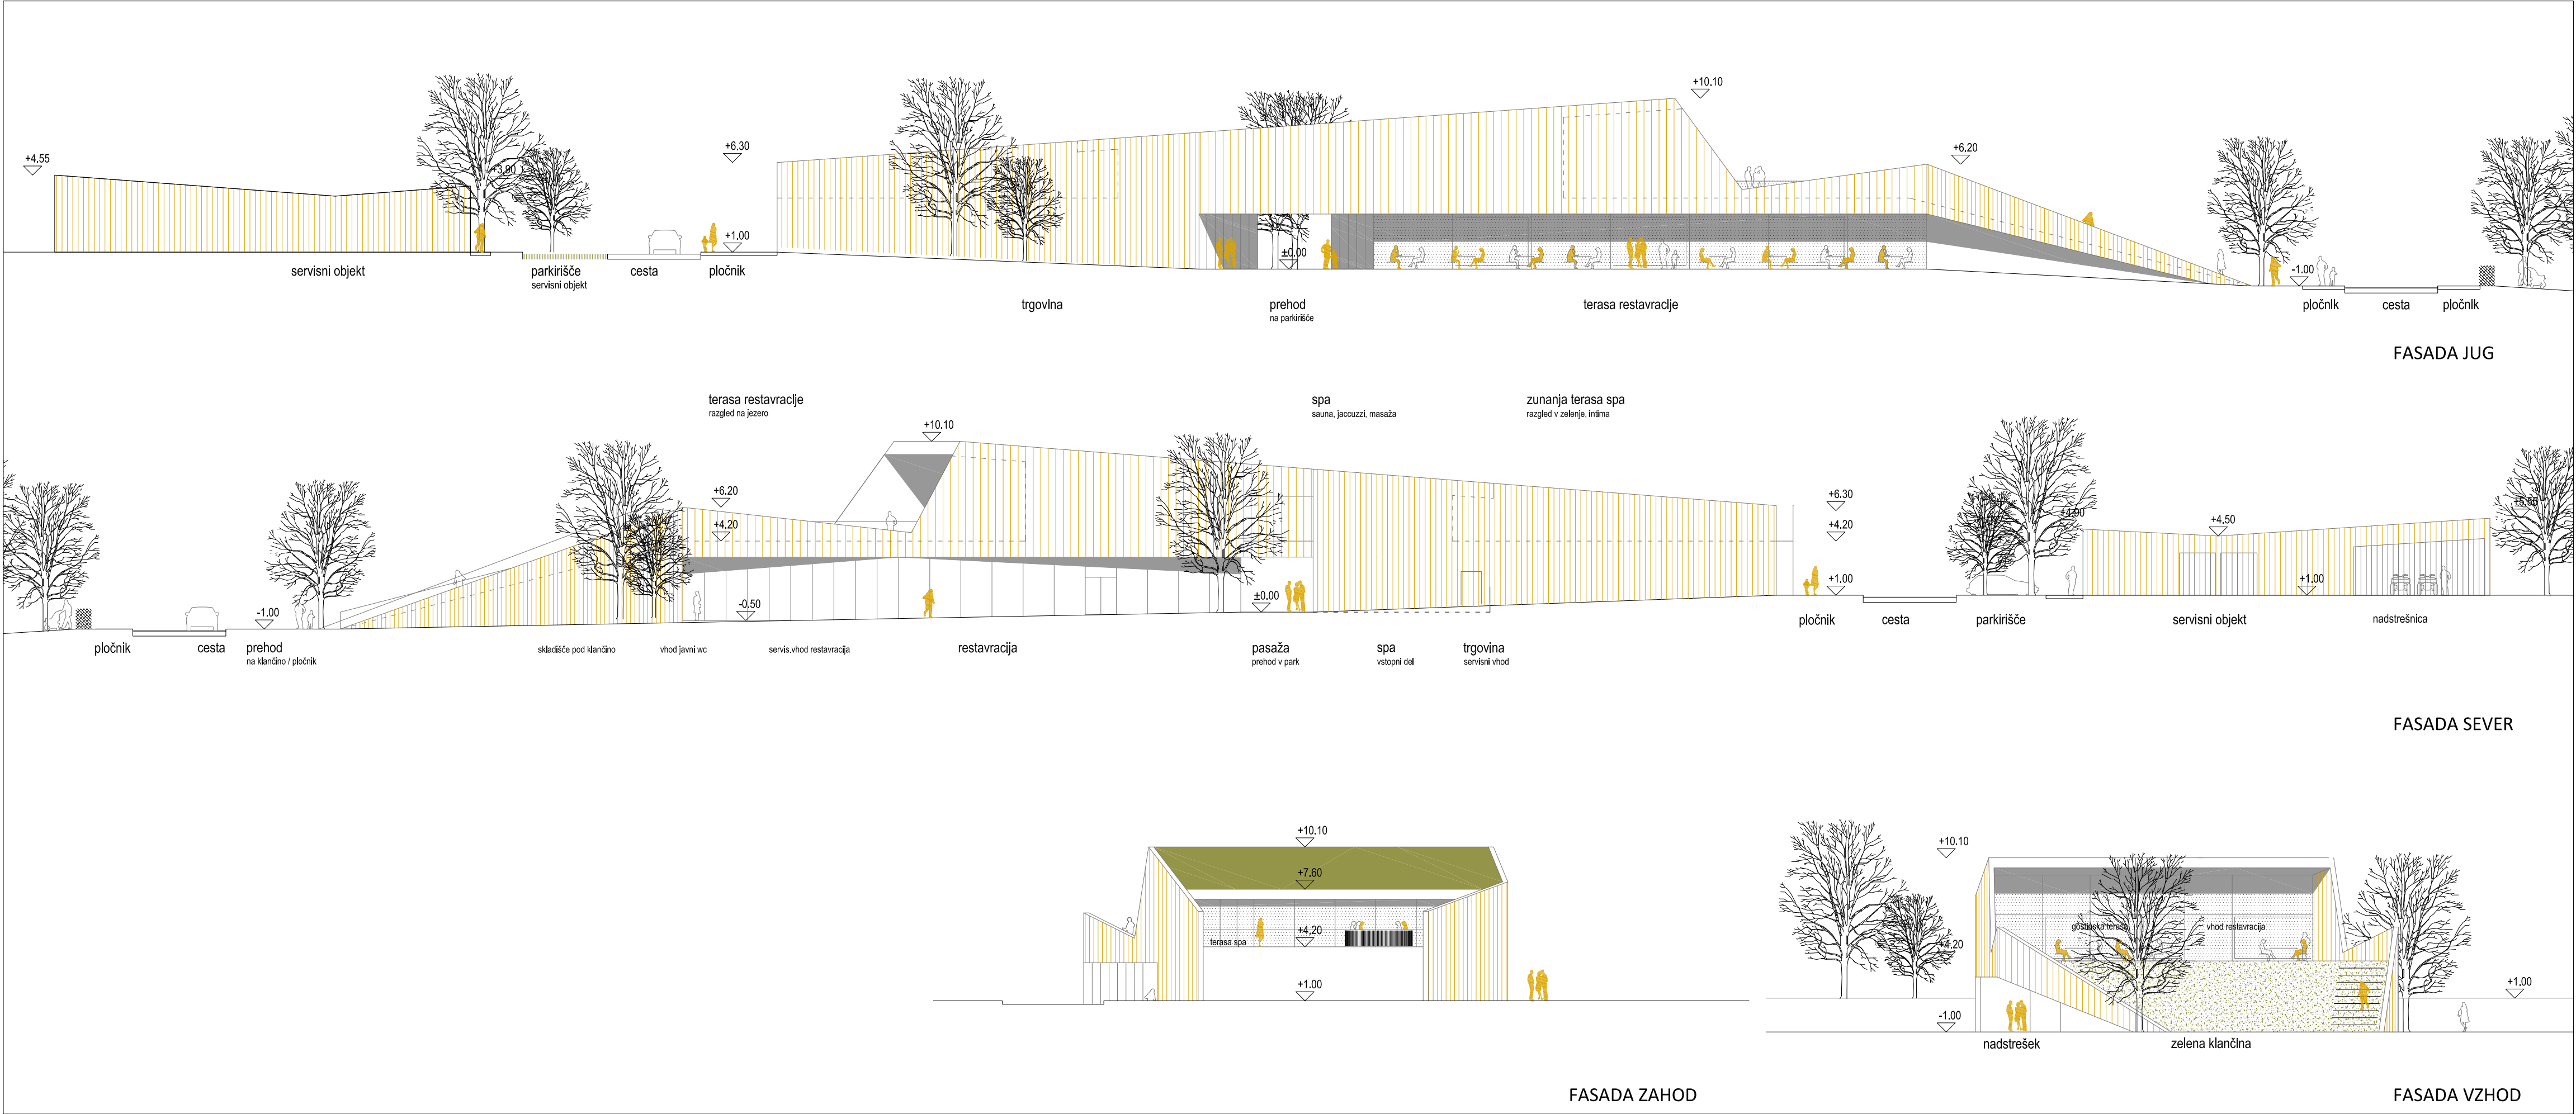 +10.10
+4.55
+6.30
+6.20
+3.90
+1.00
±0.00
-1.00
servisni objekt
parkirišče
servisni objekt
cesta
pločnik
trgovina
prehod
na parkirišče
terasa restavracije
pločnik
cesta
pločnik
FASADA JUG
terasa restavracije
razgled na jezero
spa
sauna, jaccuzzi, masaža
zunanja terasa spa
razgled v zelenje, intima
+10.10
+6.20
+4.20
+6.30
+4.20
+4.90
+4.50
+5.55
-1.00
-0.50
±0.00
+1.00
+1.00
pločnik
cesta
prehod
na klančino / pločnik
skladišče pod klančino
vhod javni wc
servis.vhod restavracija
restavracija
pasaža
prehod v park
spa
vstopni del
trgovina
servisni vhod
pločnik
cesta
parkirišče
servisni objekt
nadstrešnica
FASADA SEVER
+10.10
+7.60
+4.20
terasa spa
+1.00
FASADA ZAHOD
+10.10
gostinska terasa
vhod restavracija
+4.20
+1.00
-1.00
nadstrešek
zelena klančina
FASADA VZHOD